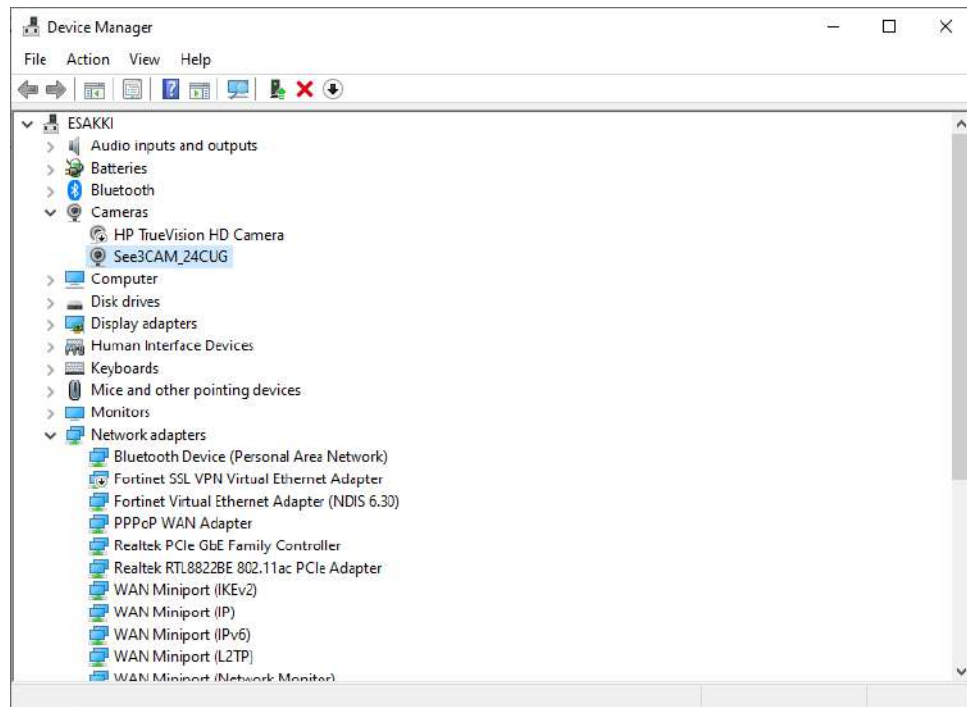 Device Manager
File Action View Help
ESAKKI
Audio inputs and outputs
Batteries
Bluetooth
Cameras
HP TrueVision HD Camera
See3CAM_24CUG
Computer
Disk drives
Display adapters
Human Interface Devices
Keyboards
Mice and other pointing devices
Monitors
Network adapters
Bluetooth Device (Personal Area Network)
Fortinet SSL VPN Virtual Ethernet Adapter
Fortinet Virtual Ethernet Adapter (NDIS 6.30)
PPPoP WAN Adapter
Realtek PCIe GbE Family Controller
Realtek RTL8822BE 802.11ac PCIe Adapter
WAN Miniport (IKEv2)
WAN Miniport (IP)
WAN Miniport (IPv6)
WAN Miniport (L2TP)
WAN Miniport (Network Monitor)